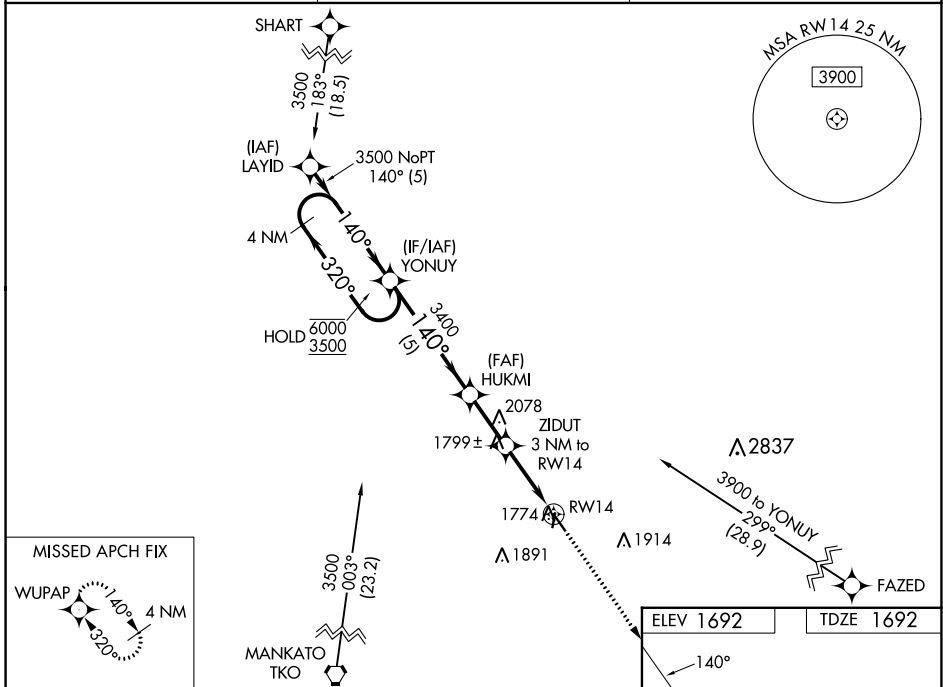 SHART
3500
183°
(18.5)
(IAF)
LAYID
3500 NoPT
140° (5)
4 NM
140°
320°
(IF/IAF)
YONUY
HOLD 6000
3500
3400
140°
(5)
(FAF)
HUKMI
2078
1799±
ZIDUT
3 NM to
RW14
1774
RW14
1891
1914
2837
3900 to YONUY
299°
(28.9)
FAZED
MSA RW14 25 NM
3900
MISSED APCH FIX
WUPAP
140°
320°
4 NM
3500
003°
(23.2)
MANKATO
TKO
ELEV 1692
TDZE 1692
140°